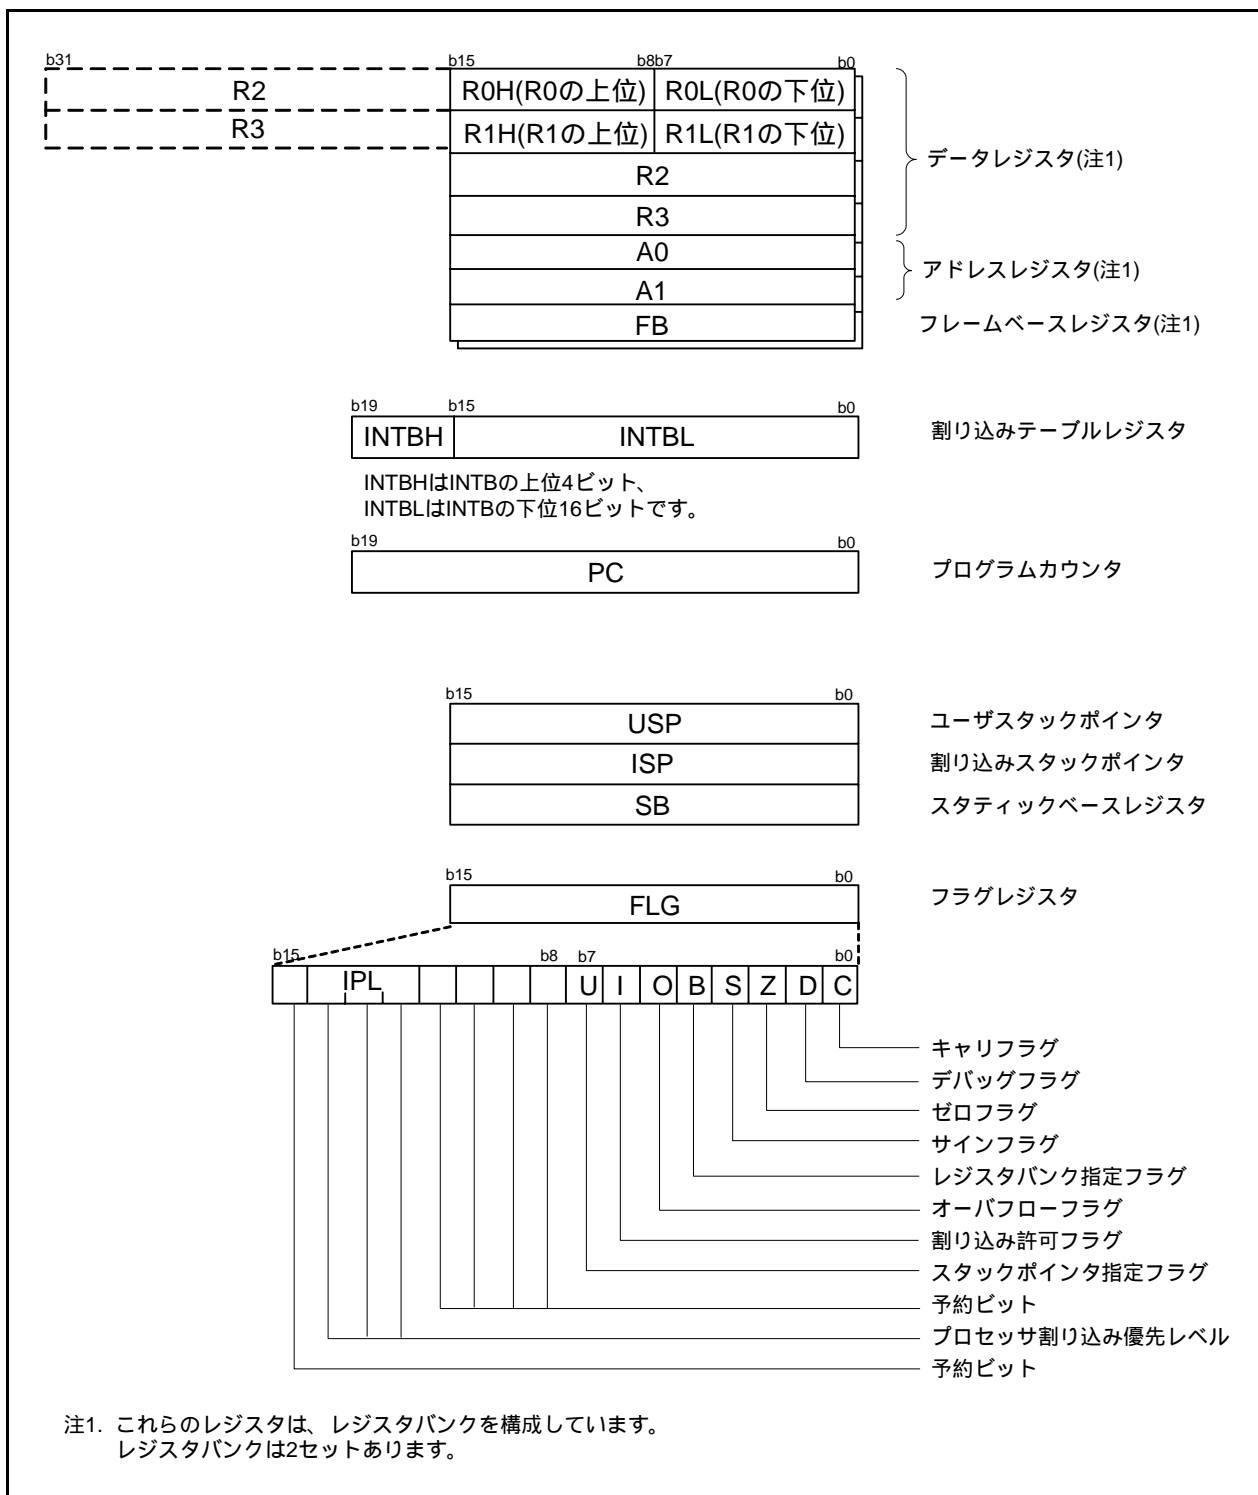 b31 b15 b8b7 b0
R2 R0H(R0の上位) R0L(R0の下位)
R3 R1H(R1の上位) R1L(R1の下位)
データレジスタ(注1)
R2
R3
A0
アドレスレジスタ(注1)
A1
FB フレームベースレジスタ(注1)
b19 b15 b0
INTBH INTBL 割り込みテーブルレジスタ
INTBHはINTBの上位4ビット、
INTBLはINTBの下位16ビットです。
b19 b0
PC プログラムカウンタ
b15 b0
USP ユーザスタックポインタ
ISP 割り込みスタックポインタ
SB スタティックベースレジスタ
b15 b0
FLG フラグレジスタ
b15 b8 b7 b0
IPL U I O B S Z D C
キャリフラグ
デバッグフラグ
ゼロフラグ
サインフラグ
レジスタバンク指定フラグ
オーバフローフラグ
割り込み許可フラグ
スタックポインタ指定フラグ
予約ビット
プロセッサ割り込み優先レベル
予約ビット
注1. これらのレジスタは、レジスタバンクを構成しています。
レジスタバンクは2セットあります。